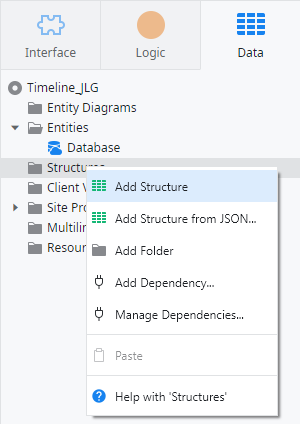 Interface
Logic
Data
Timeline_JLG
Entity Diagrams
Entities
Database
Structures
Client V
Site Pro
Multilin
Resour
Add Structure
Add Structure from JSON...
Add Folder
Add Dependency...
Manage Dependencies...
Paste
Help with 'Structures'